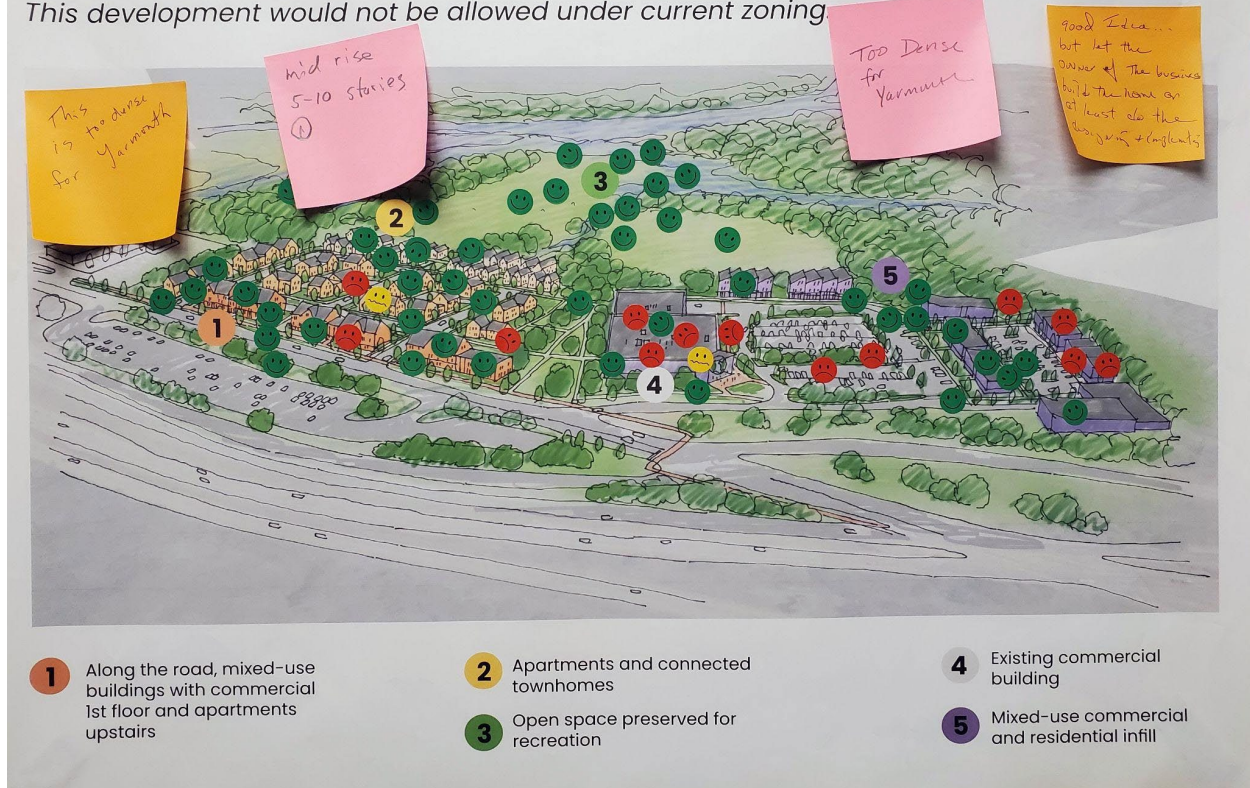 This development would not be allowed under current zoning.
This
is too dense
for Yarmouth
mid rise
5-10 stories
Too Dense
for
Yarmouth
good Idea...
but let the
owner of The business
build the home or
at least do the
designing +
1
2
3
4
5
1
Along the road, mixed-use
buildings with commercial
1st floor and apartments
upstairs
2
Apartments and connected
townhomes
3
Open space preserved for
recreation
4
Existing commercial
building
5
Mixed-use commercial
and residential infill